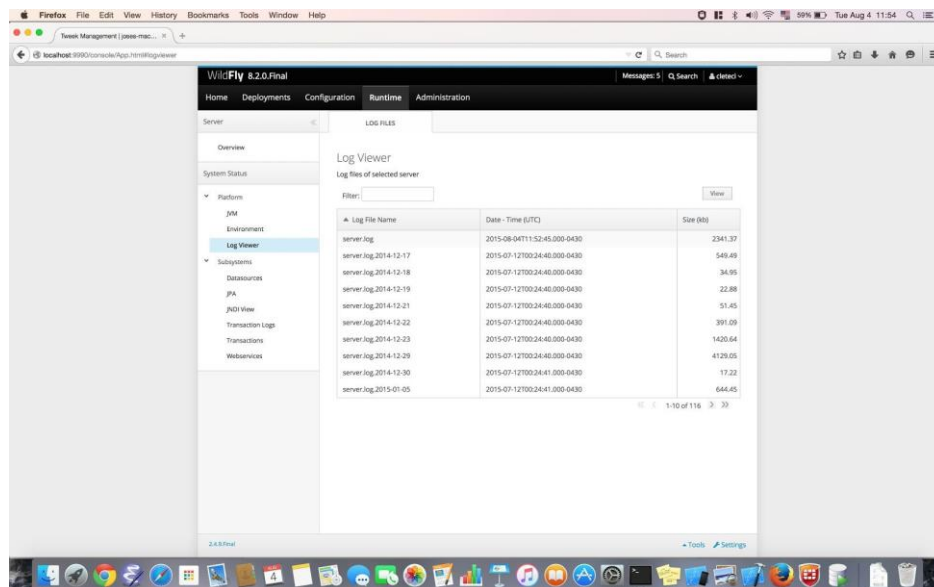 Firefox File Edit View History Bookmarks Tools Window Help 59% Tue Aug 4 11:54
Tweek Management | josee-mac...
localhost:9990/console/App.html#logviewer Search
WildFly 8.2.0.Final Messages: 5 Search cleteci
Home Deployments Configuration Runtime Administration
Server LOG FILES
Overview
Log Viewer
System Status Log files of selected server
Platform Filter: View
JVM Log File Name Date - Time (UTC) Size (kb)
Environment
Log Viewer server.log 2015-08-04T11:52:45.000-0430 2341.37
Subsystems server.log.2014-12-17 2015-07-12T00:24:40.000-0430 549.49
Datasources server.log.2014-12-18 2015-07-12T00:24:40.000-0430 34.95
JPA server.log.2014-12-19 2015-07-12T00:24:40.000-0430 22.88
JNDI View server.log.2014-12-21 2015-07-12T00:24:40.000-0430 51.45
Transaction Logs server.log.2014-12-22 2015-07-12T00:24:40.000-0430 391.09
Transactions server.log.2014-12-23 2015-07-12T00:24:40.000-0430 1420.64
Webservices server.log.2014-12-29 2015-07-12T00:24:40.000-0430 4129.05
server.log.2014-12-30 2015-07-12T00:24:41.000-0430 17.22
server.log.2015-01-05 2015-07-12T00:24:41.000-0430 644.45
1-10 of 116
Tools Settings
4